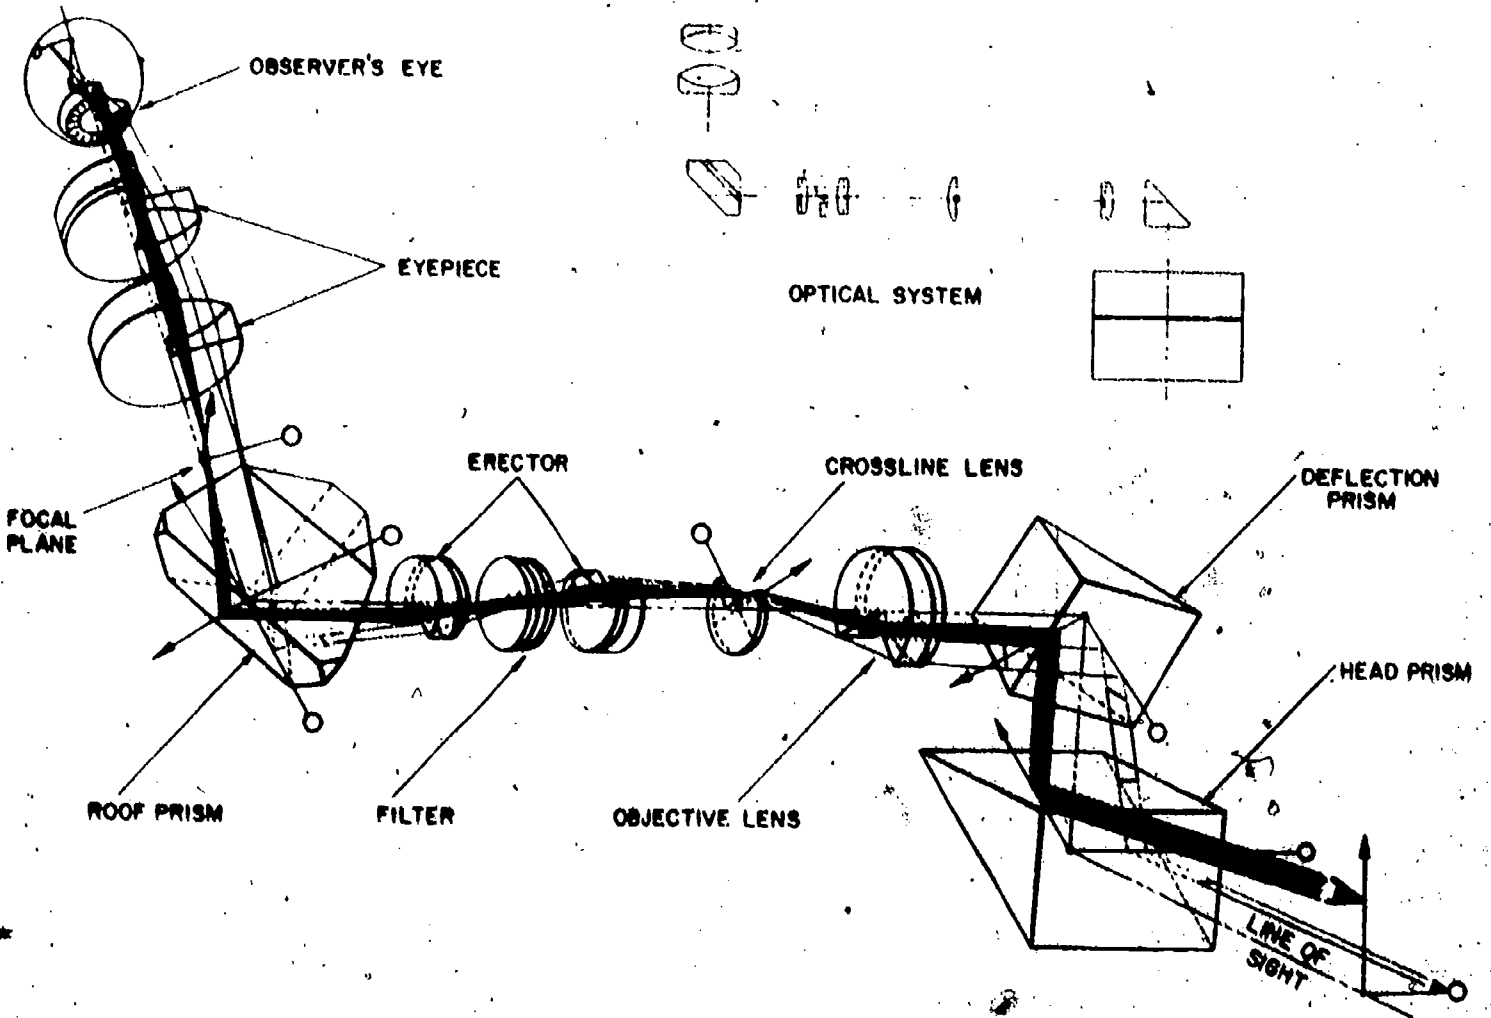 OBSERVER'S EYE
EYEPIECE
OPTICAL SYSTEM
ERECTOR
CROSSLINE LENS
DEFLECTION
PRISM
FOCAL
PLANE
HEAD PRISM
ROOF PRISM
FILTER
OBJECTIVE LENS
LINE OF
SIGHT